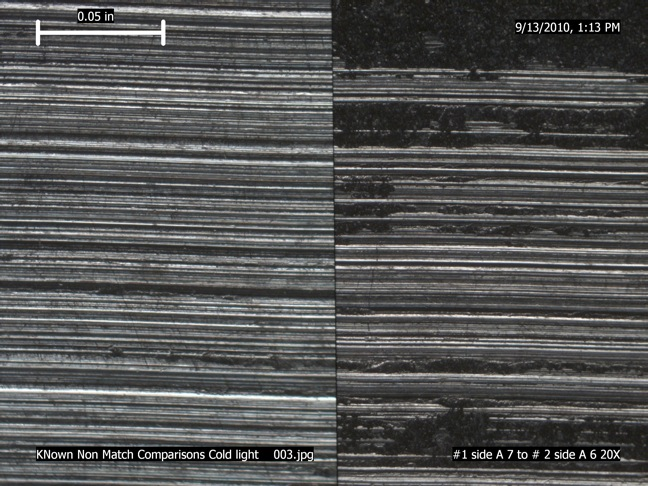 0.05 in
9/13/2010, 1:13 PM
KNown Non Match Comparisons Cold light 003.jpg
#1 side A 7 to # 2 side A 6 20X